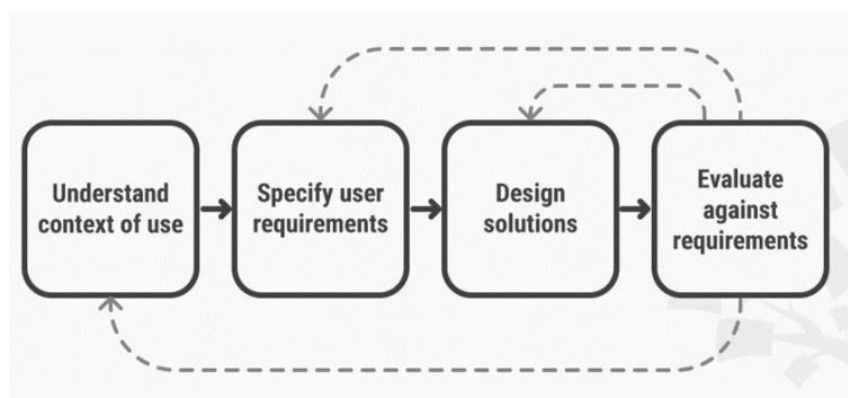 Understand
context of use
Specify user
requirements
Design
solutions
Evaluate
against
requirements